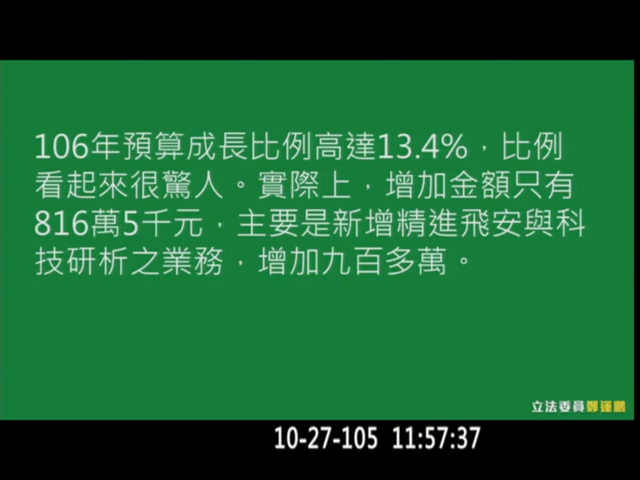 106年預算成長比例高達13.4%，比例
看起來很驚人。實際上，增加金額只有
816萬5千元，主要是新增精進飛安與科
技研析之業務，增加九百多萬。
立法委員鄭運鵬
10-27-105 11:57:37